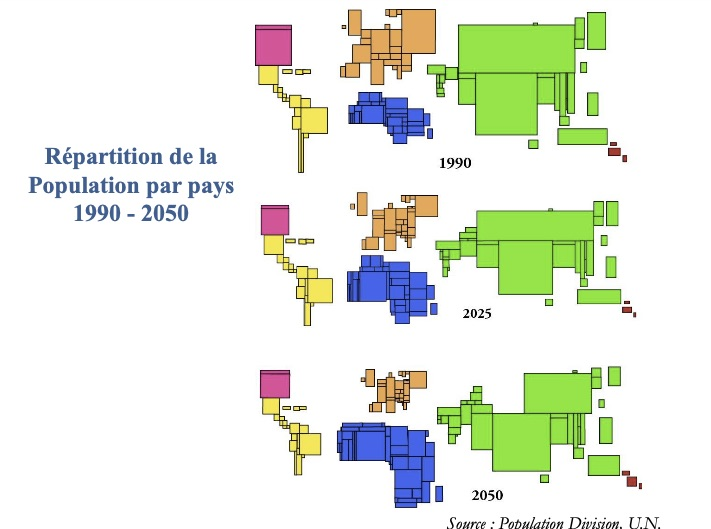 Répartition de la
Population par pays
1990 - 2050
1990
2025
2050
Source : Population Division, U.N.